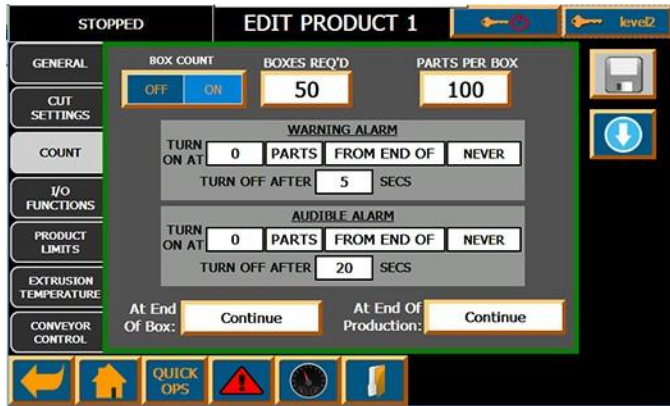 STOPPED
EDIT PRODUCT 1
level2
GENERAL
CUT
SETTINGS
COUNT
I/O
FUNCTIONS
PRODUCT
LIMITS
EXTRUSION
TEMPERATURE
CONVEYOR
CONTROL
BOX COUNT
OFF ON
BOXES REQ'D
50
PARTS PER BOX
100
WARNING ALARM
TURN
ON AT 0 PARTS FROM END OF NEVER
TURN OFF AFTER 5 SECS
AUDIBLE ALARM
TURN
ON AT 0 PARTS FROM END OF NEVER
TURN OFF AFTER 20 SECS
At End
Of Box: Continue
At End Of
Production: Continue
QUICK
OPS